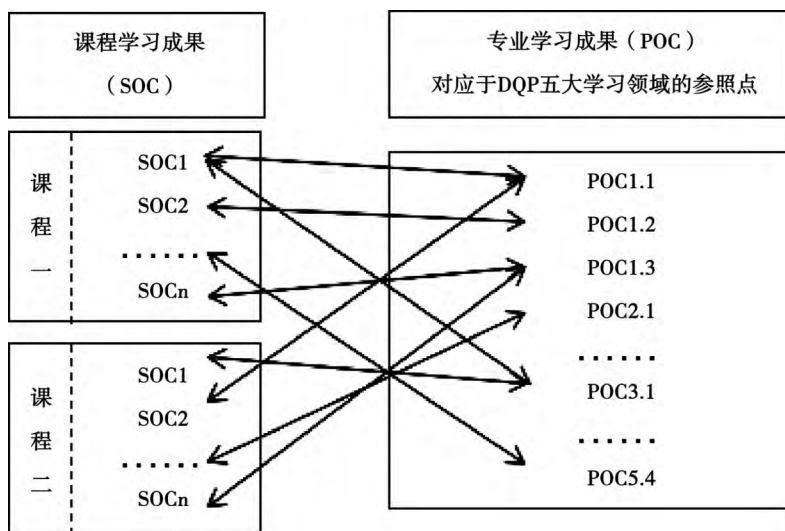 课程学习成果
（SOC）
专业学习成果（POC）
对应于DQP五大学习领域的参照点
课程一
SOC1
SOC2
......
SOCn
课程二
SOC1
SOC2
......
SOCn
POC1.1
POC1.2
POC1.3
POC2.1
......
POC3.1
......
POC5.4